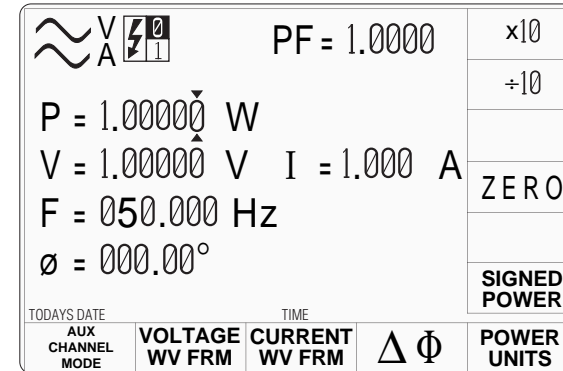 V
A
0
1
PF = 1.0000
x10
÷10
P = 1.00000 W
V = 1.00000 V I = 1.000 A
ZERO
F = 050.000 Hz
ø = 000.00°
SIGNED
POWER
TODAYS DATE TIME
AUX
CHANNEL
MODE
VOLTAGE
WV FRM
CURRENT
WV FRM
Δ Φ
POWER
UNITS